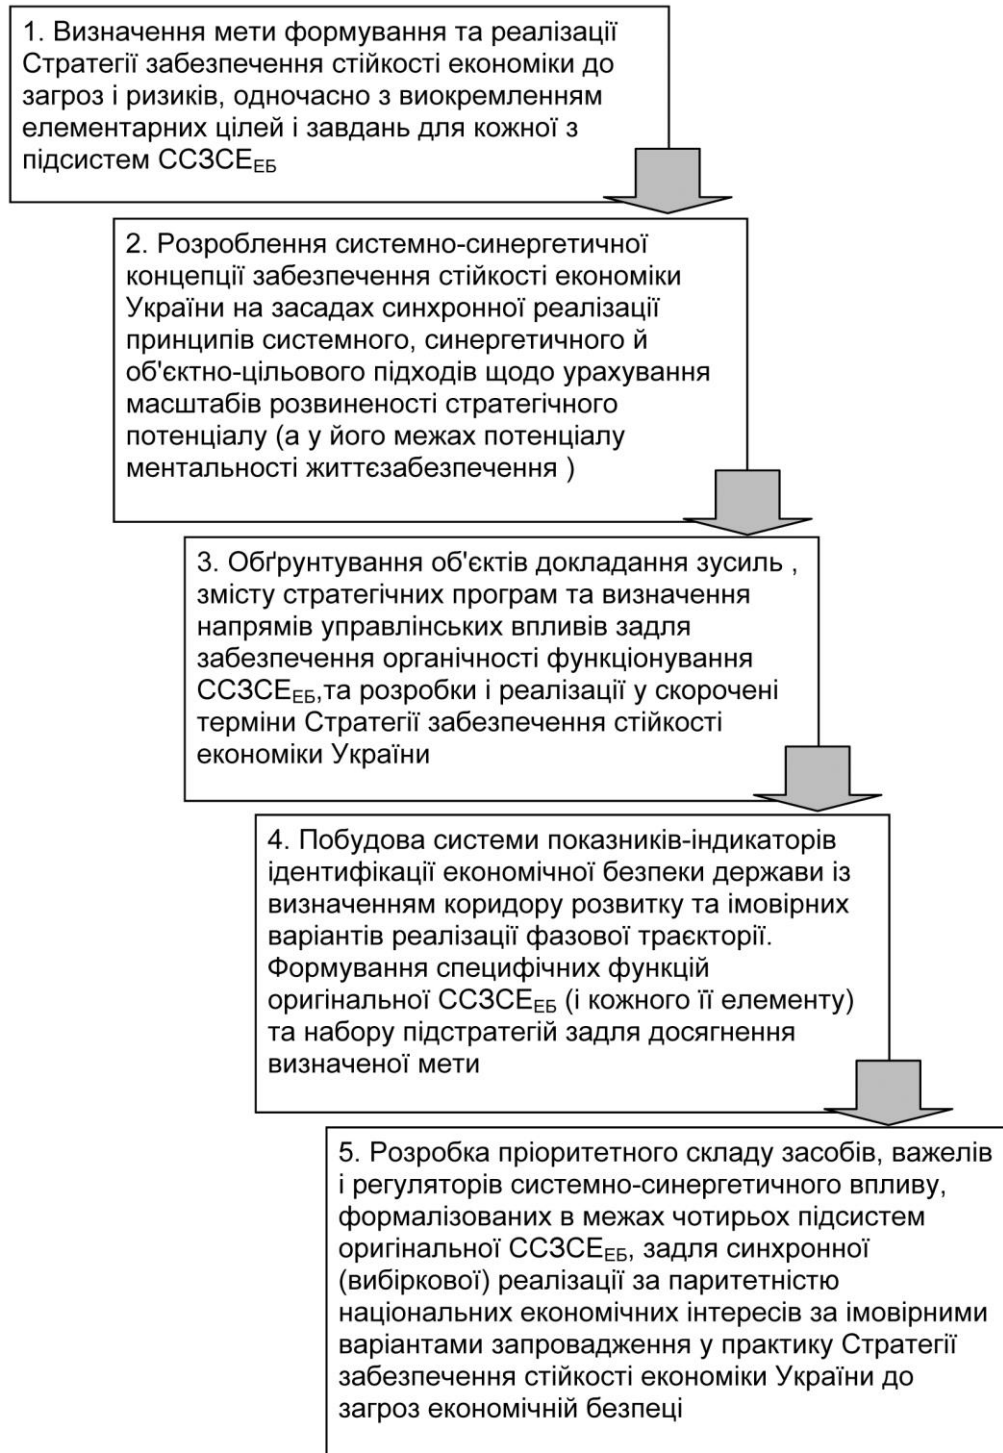 1. Визначення мети формування та реалізації
Стратегії забезпечення стійкості економіки до
загроз і ризиків, одночасно з виокремленням
елементарних цілей і завдань для кожної з
підсистем ССЗСЕЕБ
2. Розроблення системно-синергетичної
концепції забезпечення стійкості економіки
України на засадах синхронної реалізації
принципів системного, синергетичного й
об'єктно-цільового підходів щодо урахування
масштабів розвиненості стратегічного
потенціалу (а у його межах потенціалу
ментальності життєзабезпечення )
3. Обґрунтування об'єктів докладання зусиль ,
змісту стратегічних програм та визначення
напрямів управлінських впливів задля
забезпечення органічності функціонування
ССЗСЕЕБ,та розробки і реалізації у скорочені
терміни Стратегії забезпечення стійкості
економіки України
4. Побудова системи показників-індикаторів
ідентифікації економічної безпеки держави із
визначенням коридору розвитку та імовірних
варіантів реалізації фазової траєкторії.
Формування специфічних функцій
оригінальної ССЗСЕЕБ (і кожного її елементу)
та набору підстратегій задля досягнення
визначеної мети
5. Розробка пріоритетного складу засобів, важелів
і регуляторів системно-синергетичного впливу,
формалізованих в межах чотирьох підсистем
оригінальної ССЗСЕЕБ, задля синхронної
(вибіркової) реалізації за паритетністю
національних економічних інтересів за імовірними
варіантами запровадження у практику Стратегії
забезпечення стійкості економіки України до
загроз економічній безпеці